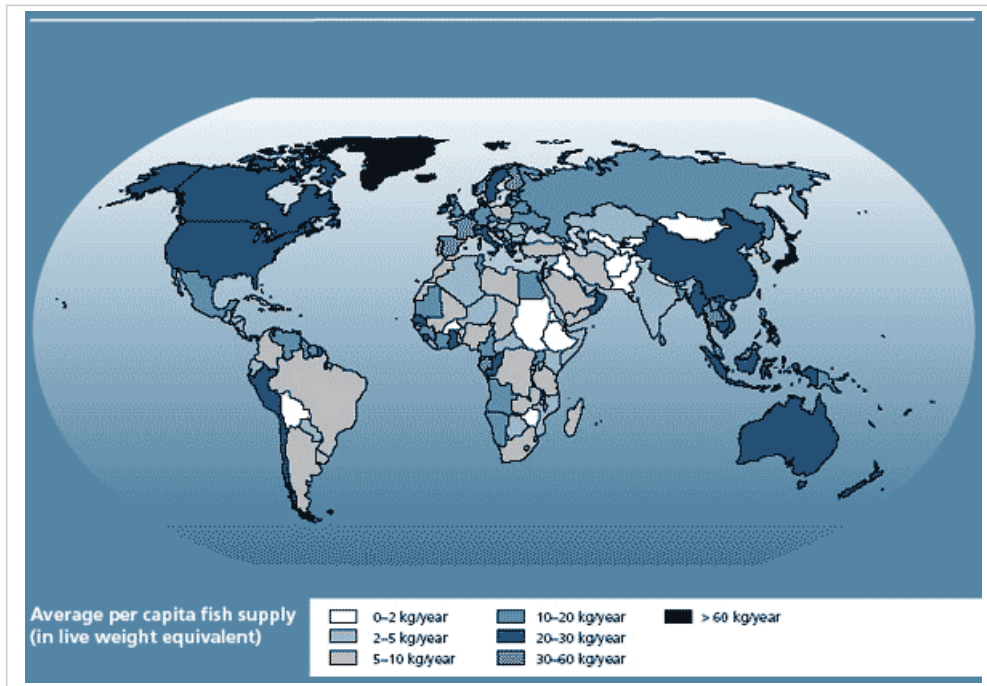 Average per capita fish supply
(in live weight equivalent)
0–2 kg/year
2–5 kg/year
5–10 kg/year
10–20 kg/year
20–30 kg/year
30–60 kg/year
> 60 kg/year